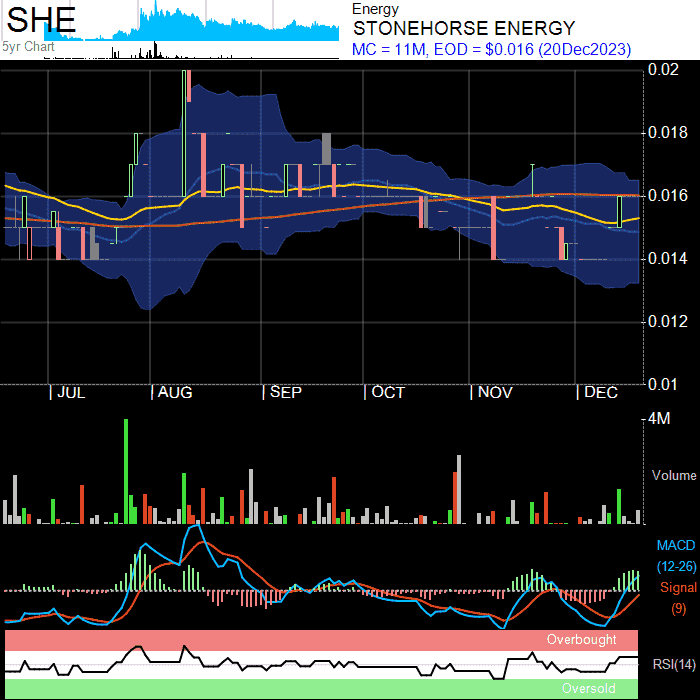 SHE
5yr Chart
Energy
STONEHORSE ENERGY
MC = 11M, EOD = $0.016 (20Dec2023)
0.02
0.018
0.016
0.014
0.012
0.01
JUL
AUG
SEP
OCT
NOV
DEC
4M
Volume
MACD
(12-26)
Signal
(9)
Overbought
RSI(14)
Oversold